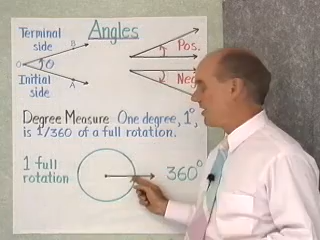 Angles
Terminal
side
B
O
θ
A
Initial
side
Pos.
Neg
Degree Measure One degree, 1°,
is 1/360 of a full rotation.
1 full
rotation
360°